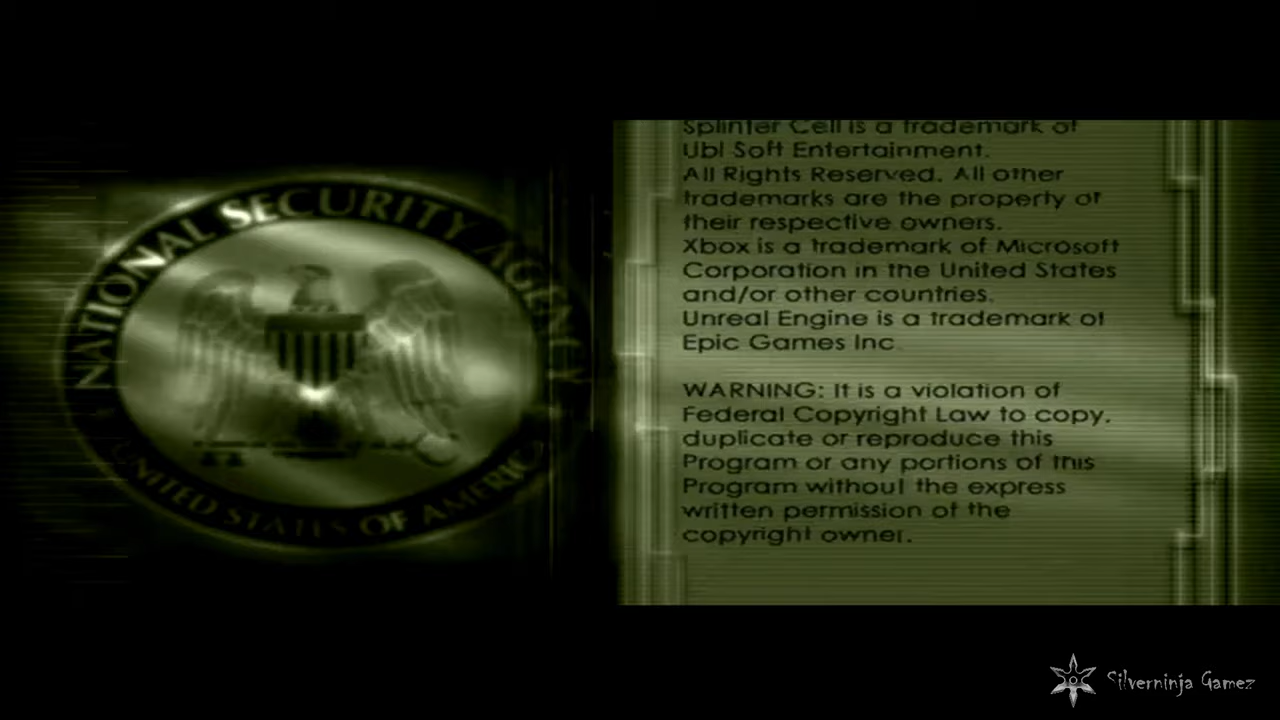 NATIONAL SECURITY AGENCY
UNITED STATES OF AMERICA
Splinter Cell is a trademark of
Ubi Soft Entertainment.
All Rights Reserved. All other
trademarks are the property of
their respective owners.
Xbox is a trademark of Microsoft
Corporation in the United States
and/or other countries.
Unreal Engine is a trademark of
Epic Games Inc
WARNING: It is a violation of
Federal Copyright Law to copy,
duplicate or reproduce this
Program or any portions of this
Program without the express
written permission of the
copyright owner.
Silverninja Gamez